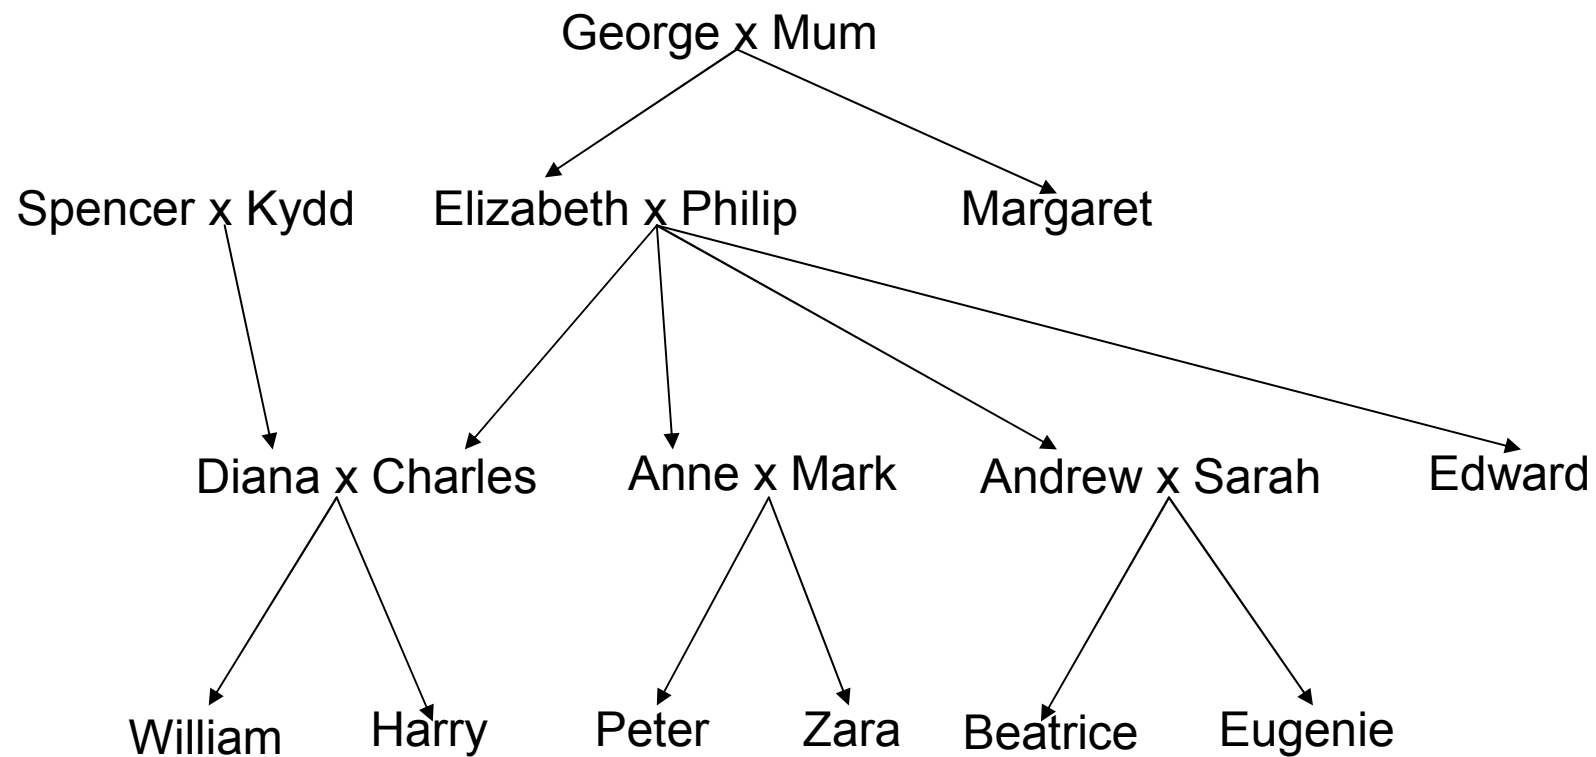 George x Mum
Spencer x Kydd Elizabeth x Philip Margaret
Diana x Charles Anne x Mark Andrew x Sarah Edward
William Harry Peter Zara Beatrice Eugenie